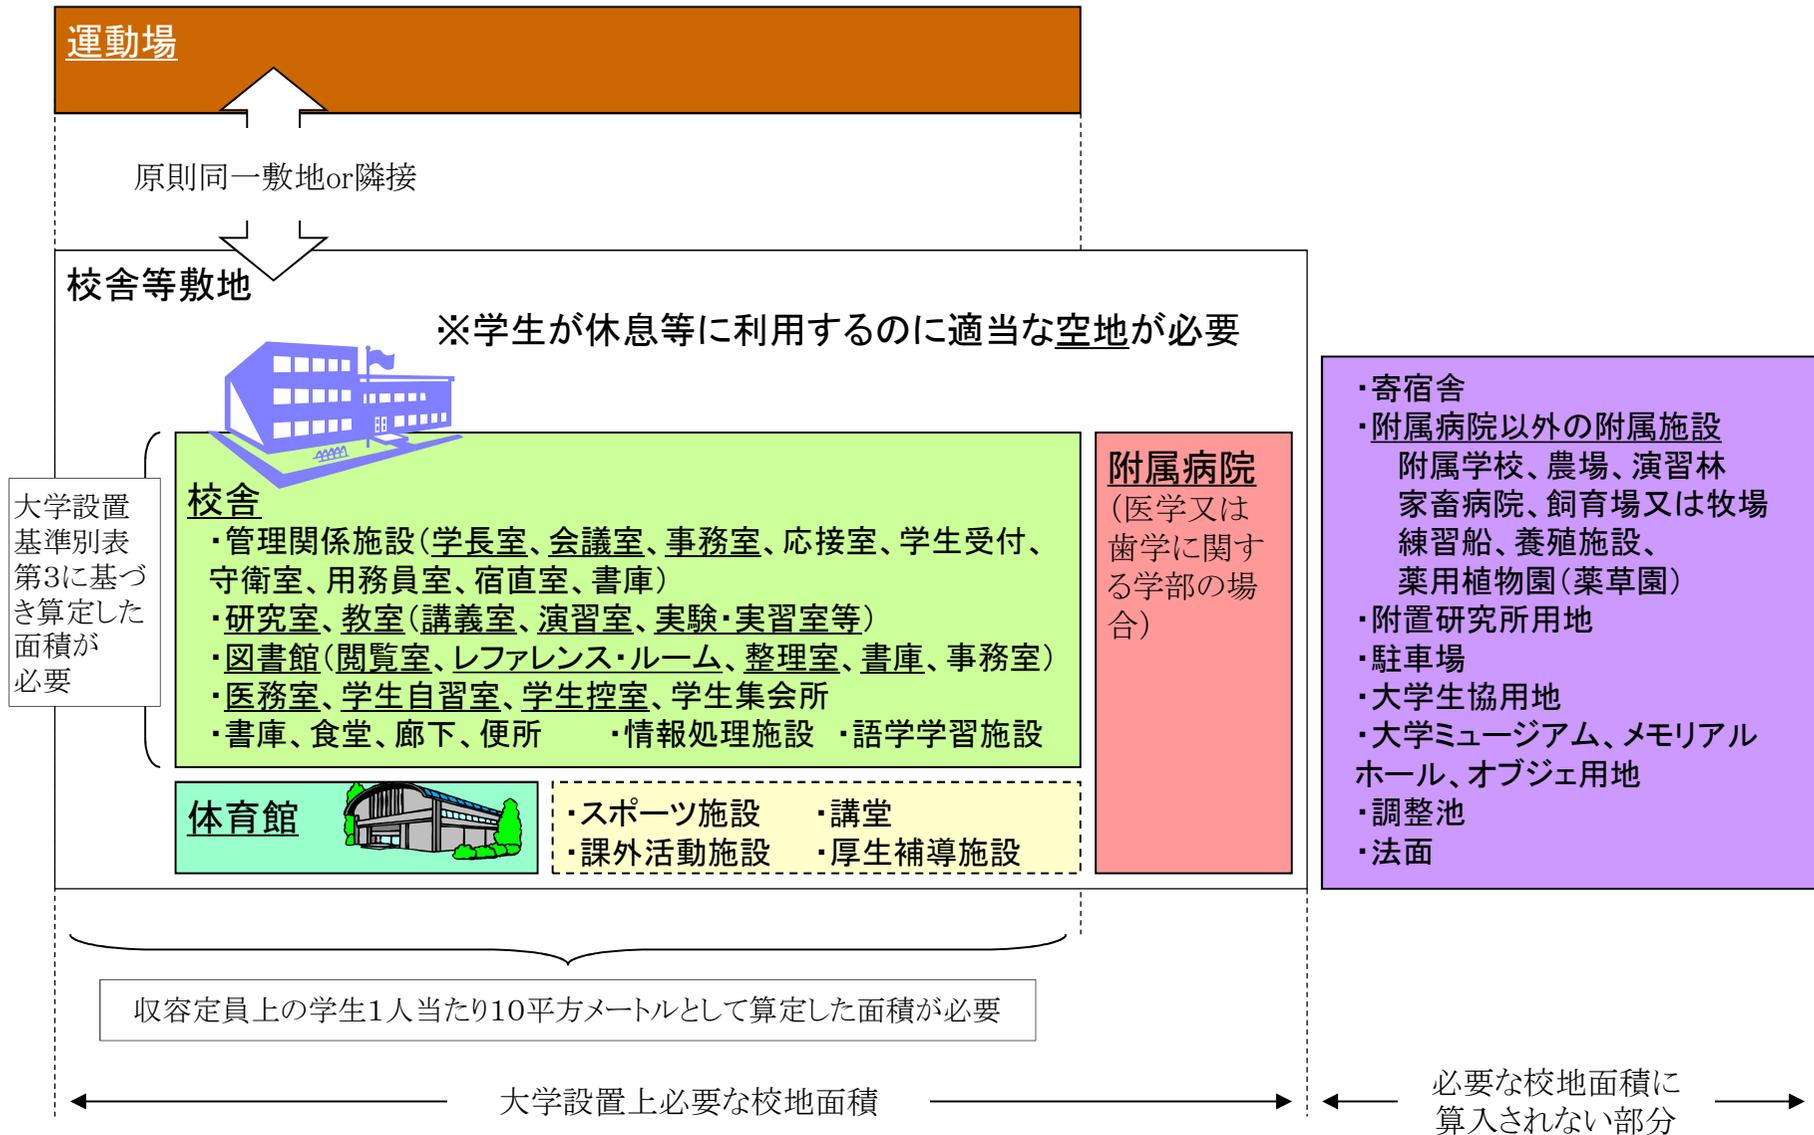 運動場
原則同一敷地or隣接
校舎等敷地
※学生が休息等に利用するのに適当な空地が必要
大学設置
基準別表
第３に基づ
き算定した
面積が
必要
校舎
・管理関係施設（学長室、会議室、事務室、応接室、学生受付、
守衛室、用務員室、宿直室、書庫）
・研究室、教室（講義室、演習室、実験・実習室等）
・図書館（閲覧室、レファレンス・ルーム、整理室、書庫、事務室）
・医務室、学生自習室、学生控室、学生集会所
・書庫、食堂、廊下、便所　・情報処理施設　・語学学習施設
体育館
・スポーツ施設　・講堂
・課外活動施設　・厚生補導施設
附属病院
（医学又は
歯学に関す
る学部の場
合）
・寄宿舎
・附属病院以外の附属施設
附属学校、農場、演習林
家畜病院、飼育場又は牧場
練習船、養殖施設、
薬用植物園（薬草園）
・附置研究所用地
・駐車場
・大学生協用地
・大学ミュージアム、メモリアル
ホール、オブジェ用地
・調整池
・法面
収容定員上の学生１人当たり１０平方メートルとして算定した面積が必要
大学設置上必要な校地面積
必要な校地面積に
算入されない部分